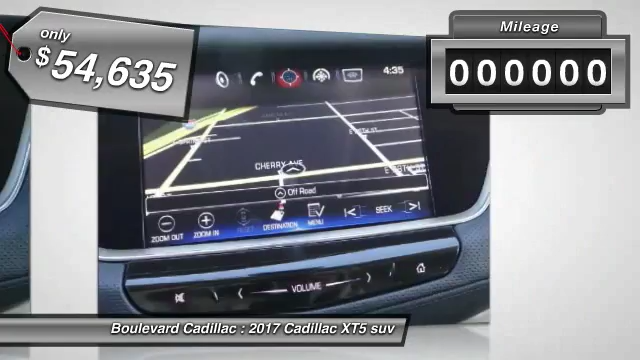 only
$54,635
Mileage
000000
4:35
CHERRY AVE
Off Road
ZOOM OUT
ZOOM IN
RESET
DESTINATION
MENU
SEEK
VOLUME
Boulevard Cadillac : 2017 Cadillac XT5 suv